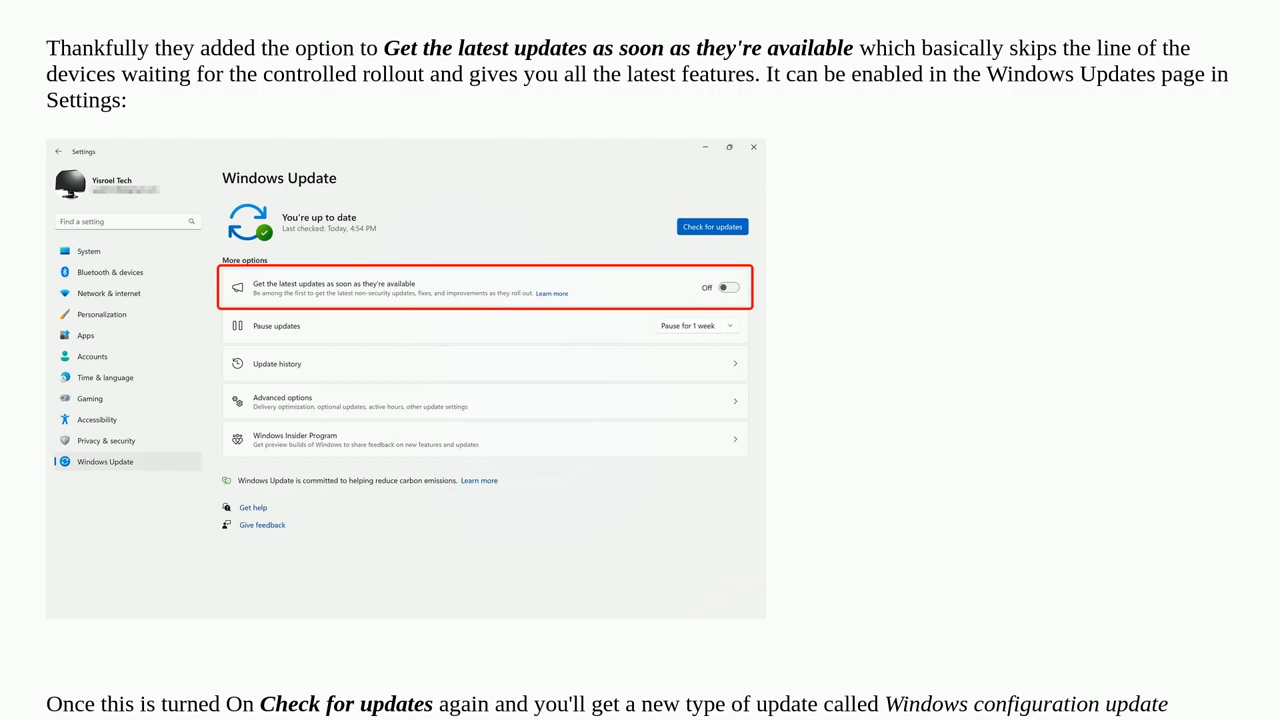 Thankfully they added the option to Get the latest updates as soon as they're available which basically skips the line of the
devices waiting for the controlled rollout and gives you all the latest features. It can be enabled in the Windows Updates page in
Settings:
Settings
Yisroel Tech
Find a setting
System
Bluetooth & devices
Network & internet
Personalization
Apps
Accounts
Time & language
Gaming
Accessibility
Privacy & security
Windows Update
Windows Update
You're up to date
Last checked: Today, 4:54 PM
Check for updates
More options
Get the latest updates as soon as they're available
Be among the first to get the latest non-security updates, fixes, and improvements as they roll out. Learn more
Off
Pause updates
Pause for 1 week
Update history
Advanced options
Delivery optimization, optional updates, active hours, other update settings
Windows Insider Program
Get preview builds of Windows to share feedback on new features and updates
Windows Update is committed to helping reduce carbon emissions. Learn more
Get help
Give feedback
Once this is turned On Check for updates again and you'll get a new type of update called Windows configuration update